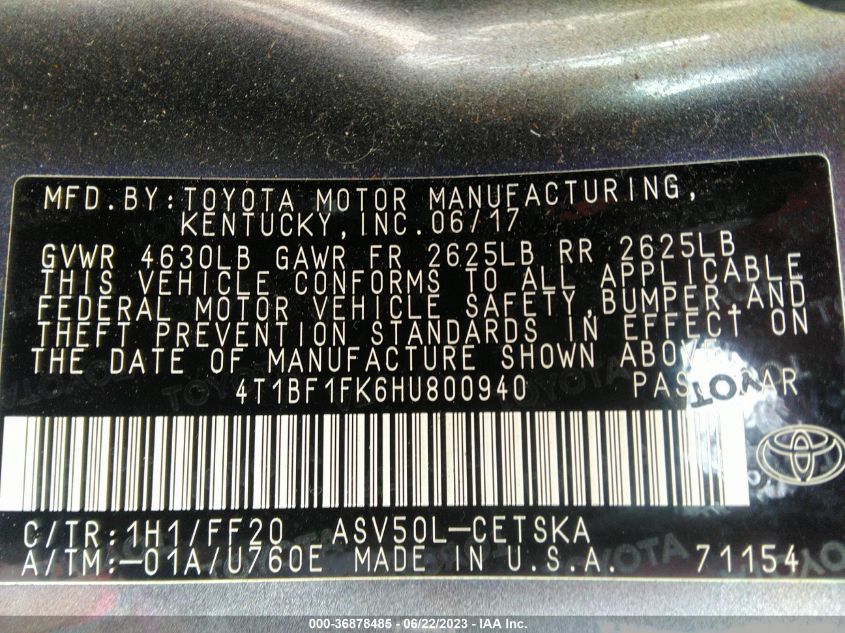 MFD.BY:TOYOTA MOTOR MANUFACTURING,
KENTUCKY,INC.06/17
GVWR 4630LB GAWR FR 2625LB RR 2625LB
THIS VEHICLE CONFORMS TO ALL APPLICABLE
FEDERAL MOTOR VEHICLE SAFETY,BUMPER AND
THEFT PREVENTION STANDARDS IN EFFECT ON
THE DATE OF MANUFACTURE SHOWN ABOVE.
4T1BF1FK6HU800940 PASS CAR
TOYOTA
C/TR:1H1/FF20 ASV50L-CETSKA
A/TM:-01A/U760E MADE IN U.S.A. 71154
000-36878485 - 06/22/2023 - IAA Inc.